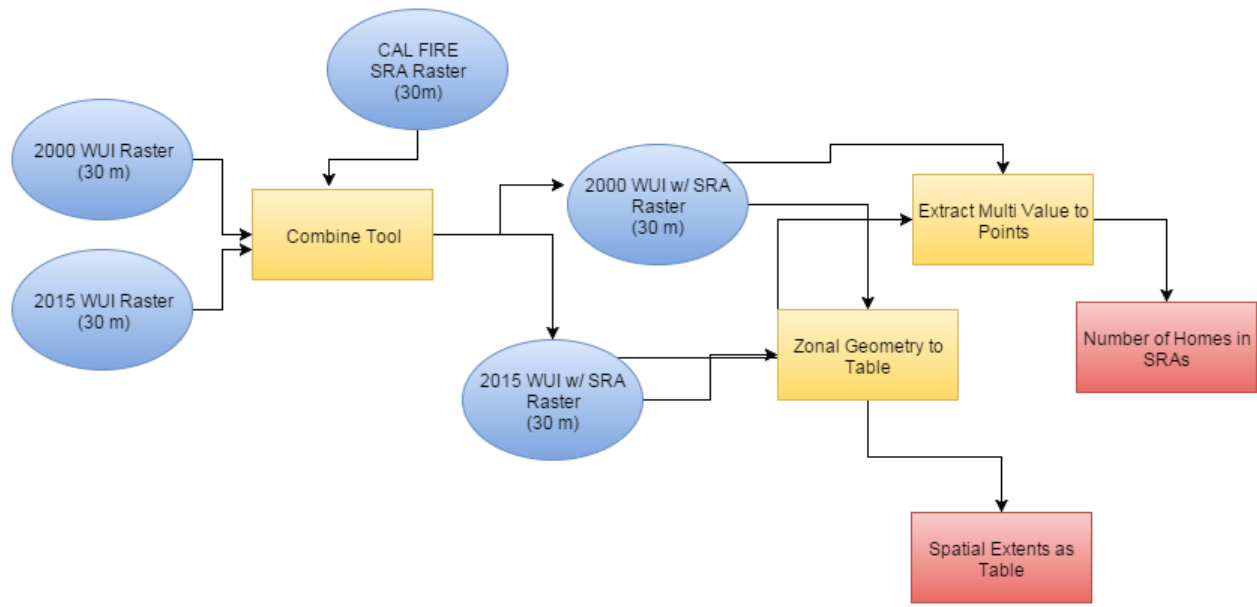 CAL FIRE
SRA Raster
(30m)
2000 WUI Raster
(30 m)
2015 WUI Raster
(30 m)
Combine Tool
2000 WUI w/ SRA
Raster
(30 m)
Extract Multi Value to
Points
2015 WUI w/ SRA
Raster
(30 m)
Zonal Geometry to
Table
Number of Homes in
SRAs
Spatial Extents as
Table